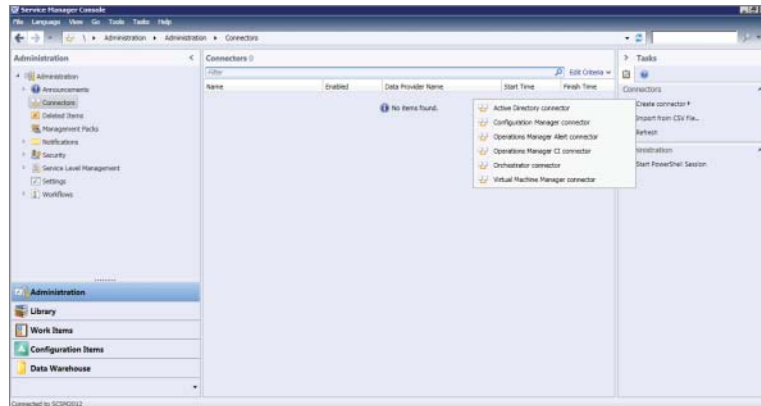 Service Manager Console
File Language View Go Tools Tasks Help
\ ▸ Administration ▸ Administration ▸ Connectors
Administration <
Administration
Announcements
Connectors
Deleted Items
Management Packs
Notifications
Security
Service Level Management
Settings
Workflows
Administration
Library
Work Items
Configuration Items
Data Warehouse
Connectors 0
Filter
Edit Criteria
Name Enabled Data Provider Name Start Time Finish Time
No items found.
Active Directory connector
Configuration Manager connector
Operations Manager Alert connector
Operations Manager CI connector
Orchestrator connector
Virtual Machine Manager connector
> Tasks
Connectors
Create connector
Import from CSV file...
Refresh
Start PowerShell Session
Connected to SCSM2012